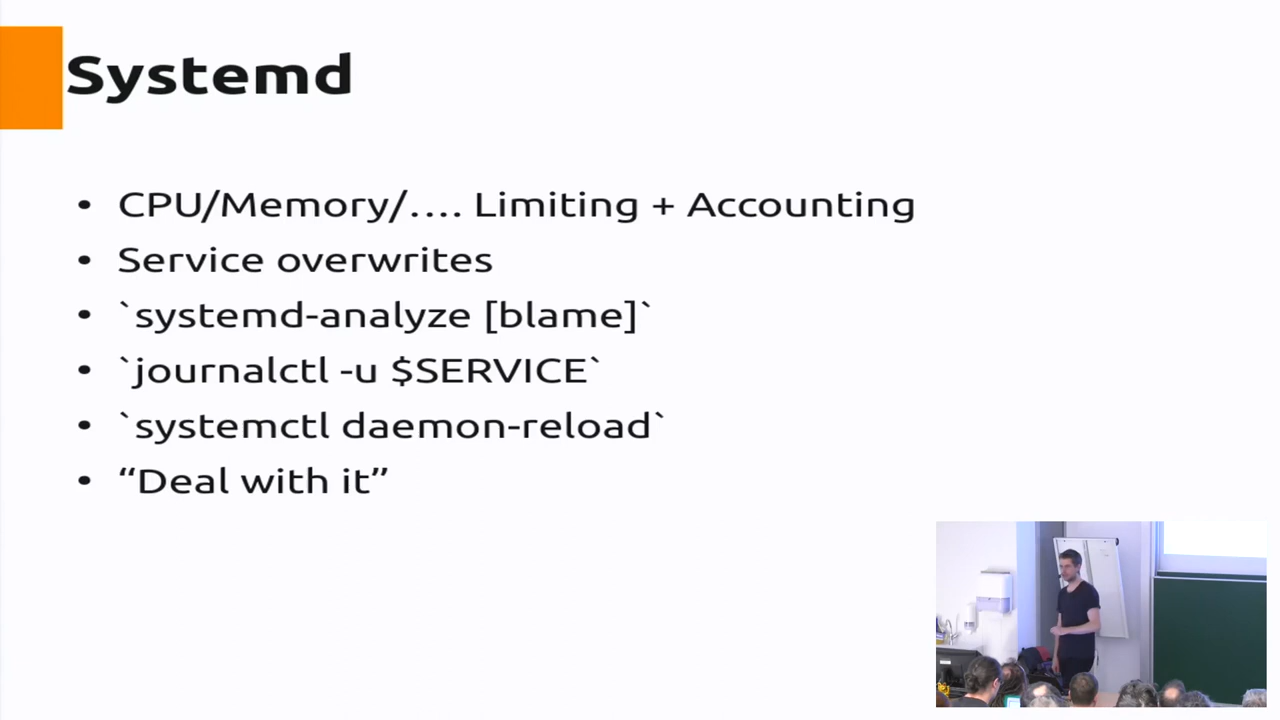 Systemd
• CPU/Memory/.... Limiting + Accounting
• Service overwrites
• `systemd-analyze [blame]`
• `journalctl -u $SERVICE`
• `systemctl daemon-reload`
• “Deal with it”